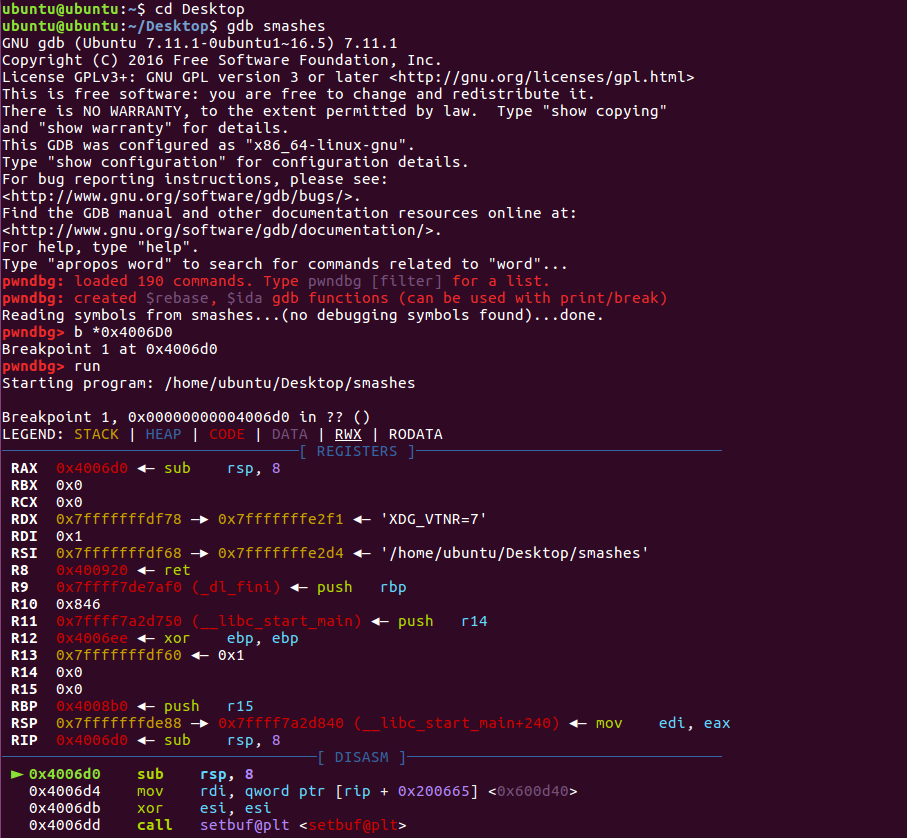 ubuntu@ubuntu:~$ cd Desktop
ubuntu@ubuntu:~/Desktop$ gdb smashes
GNU gdb (Ubuntu 7.11.1-0ubuntu1~16.5) 7.11.1
Copyright (C) 2016 Free Software Foundation, Inc.
License GPLv3+: GNU GPL version 3 or later <http://gnu.org/licenses/gpl.html>
This is free software: you are free to change and redistribute it.
There is NO WARRANTY, to the extent permitted by law.  Type "show copying"
and "show warranty" for details.
This GDB was configured as "x86_64-linux-gnu".
Type "show configuration" for configuration details.
For bug reporting instructions, please see:
<http://www.gnu.org/software/gdb/bugs/>.
Find the GDB manual and other documentation resources online at:
<http://www.gnu.org/software/gdb/documentation/>.
For help, type "help".
Type "apropos word" to search for commands related to "word"...
pwndbg: loaded 190 commands. Type pwndbg [filter] for a list.
pwndbg: created $rebase, $ida gdb functions (can be used with print/break)
Reading symbols from smashes...(no debugging symbols found)...done.
pwndbg> b *0x4006D0
Breakpoint 1 at 0x4006d0
pwndbg> run
Starting program: /home/ubuntu/Desktop/smashes
Breakpoint 1, 0x00000000004006d0 in ?? ()
LEGEND: STACK | HEAP | CODE | DATA | RWX | RODATA
[ REGISTERS ]
RAX  0x4006d0 ◂— sub    rsp, 8
RBX  0x0
RCX  0x0
RDX  0x7fffffffdf78 —▸ 0x7fffffffe2f1 ◂— 'XDG_VTNR=7'
RDI  0x1
RSI  0x7fffffffdf68 —▸ 0x7fffffffe2d4 ◂— '/home/ubuntu/Desktop/smashes'
R8   0x400920 ◂— ret
R9   0x7ffff7de7af0 (_dl_fini) ◂— push   rbp
R10  0x846
R11  0x7ffff7a2d750 (__libc_start_main) ◂— push   r14
R12  0x4006ee ◂— xor    ebp, ebp
R13  0x7fffffffdf60 ◂— 0x1
R14  0x0
R15  0x0
RBP  0x4008b0 ◂— push   r15
RSP  0x7fffffffde88 —▸ 0x7ffff7a2d840 (__libc_start_main+240) ◂— mov    edi, eax
RIP  0x4006d0 ◂— sub    rsp, 8
[ DISASM ]
► 0x4006d0    sub    rsp, 8
0x4006d4    mov    rdi, qword ptr [rip + 0x200665] <0x600d40>
0x4006db    xor    esi, esi
0x4006dd    call   setbuf@plt <setbuf@plt>